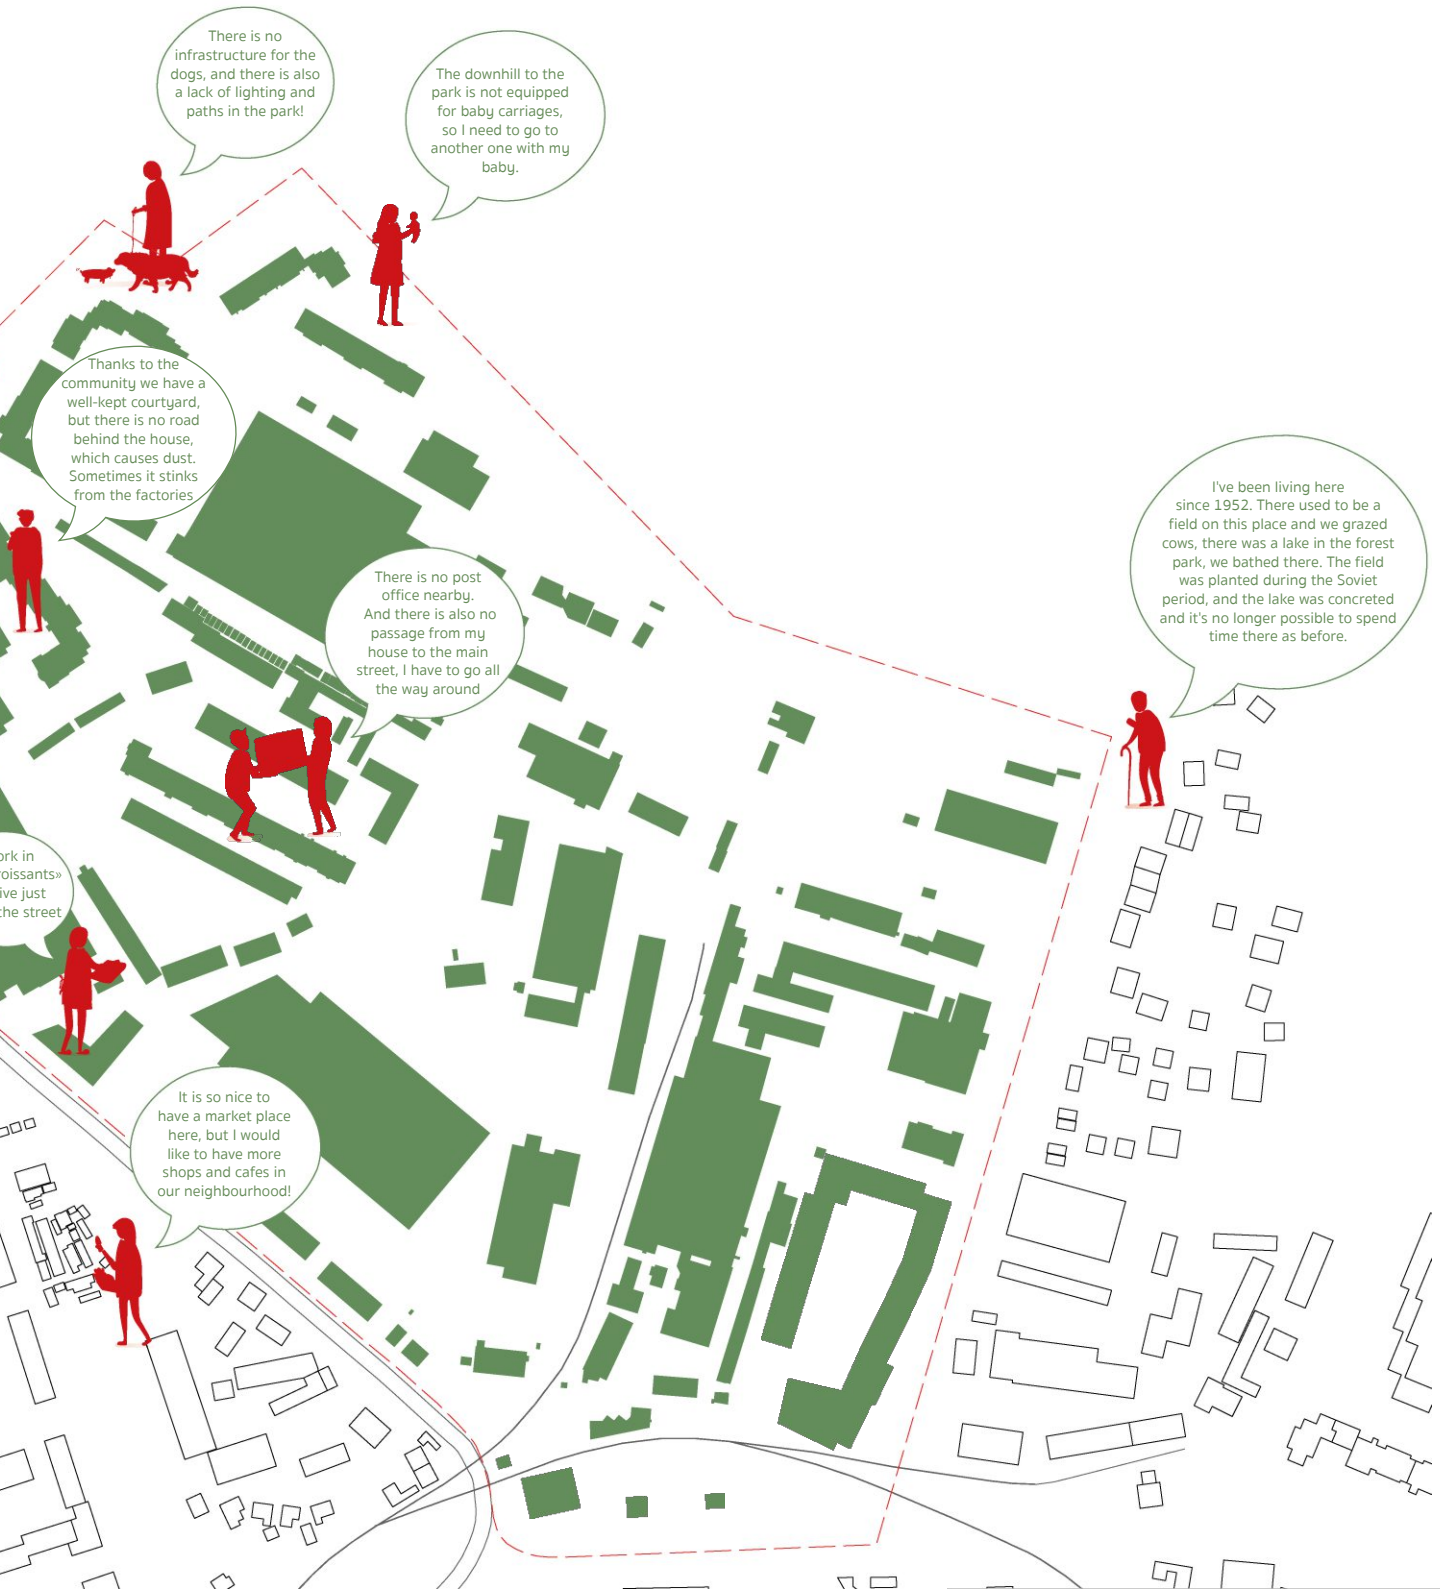 There is no
infrastructure for the
dogs, and there is also
a lack of lighting and
paths in the park!
The downhill to the
park is not equipped
for baby carriages,
so I need to go to
another one with my
baby.
Thanks to the
community we have a
well-kept courtyard,
but there is no road
behind the house,
which causes dust.
Sometimes it stinks
from the factories
I've been living here
since 1952. There used to be a
field on this place and we grazed
cows, there was a lake in the forest
park, we bathed there. The field
was planted during the Soviet
period, and the lake was concreted
and it's no longer possible to spend
time there as before.
There is no post
office nearby.
And there is also no
passage from my
house to the main
street, I have to go all
the way around
in
just
the street
It is so nice to
have a market place
here, but I would
like to have more
shops and cafes in
our neighbourhood!